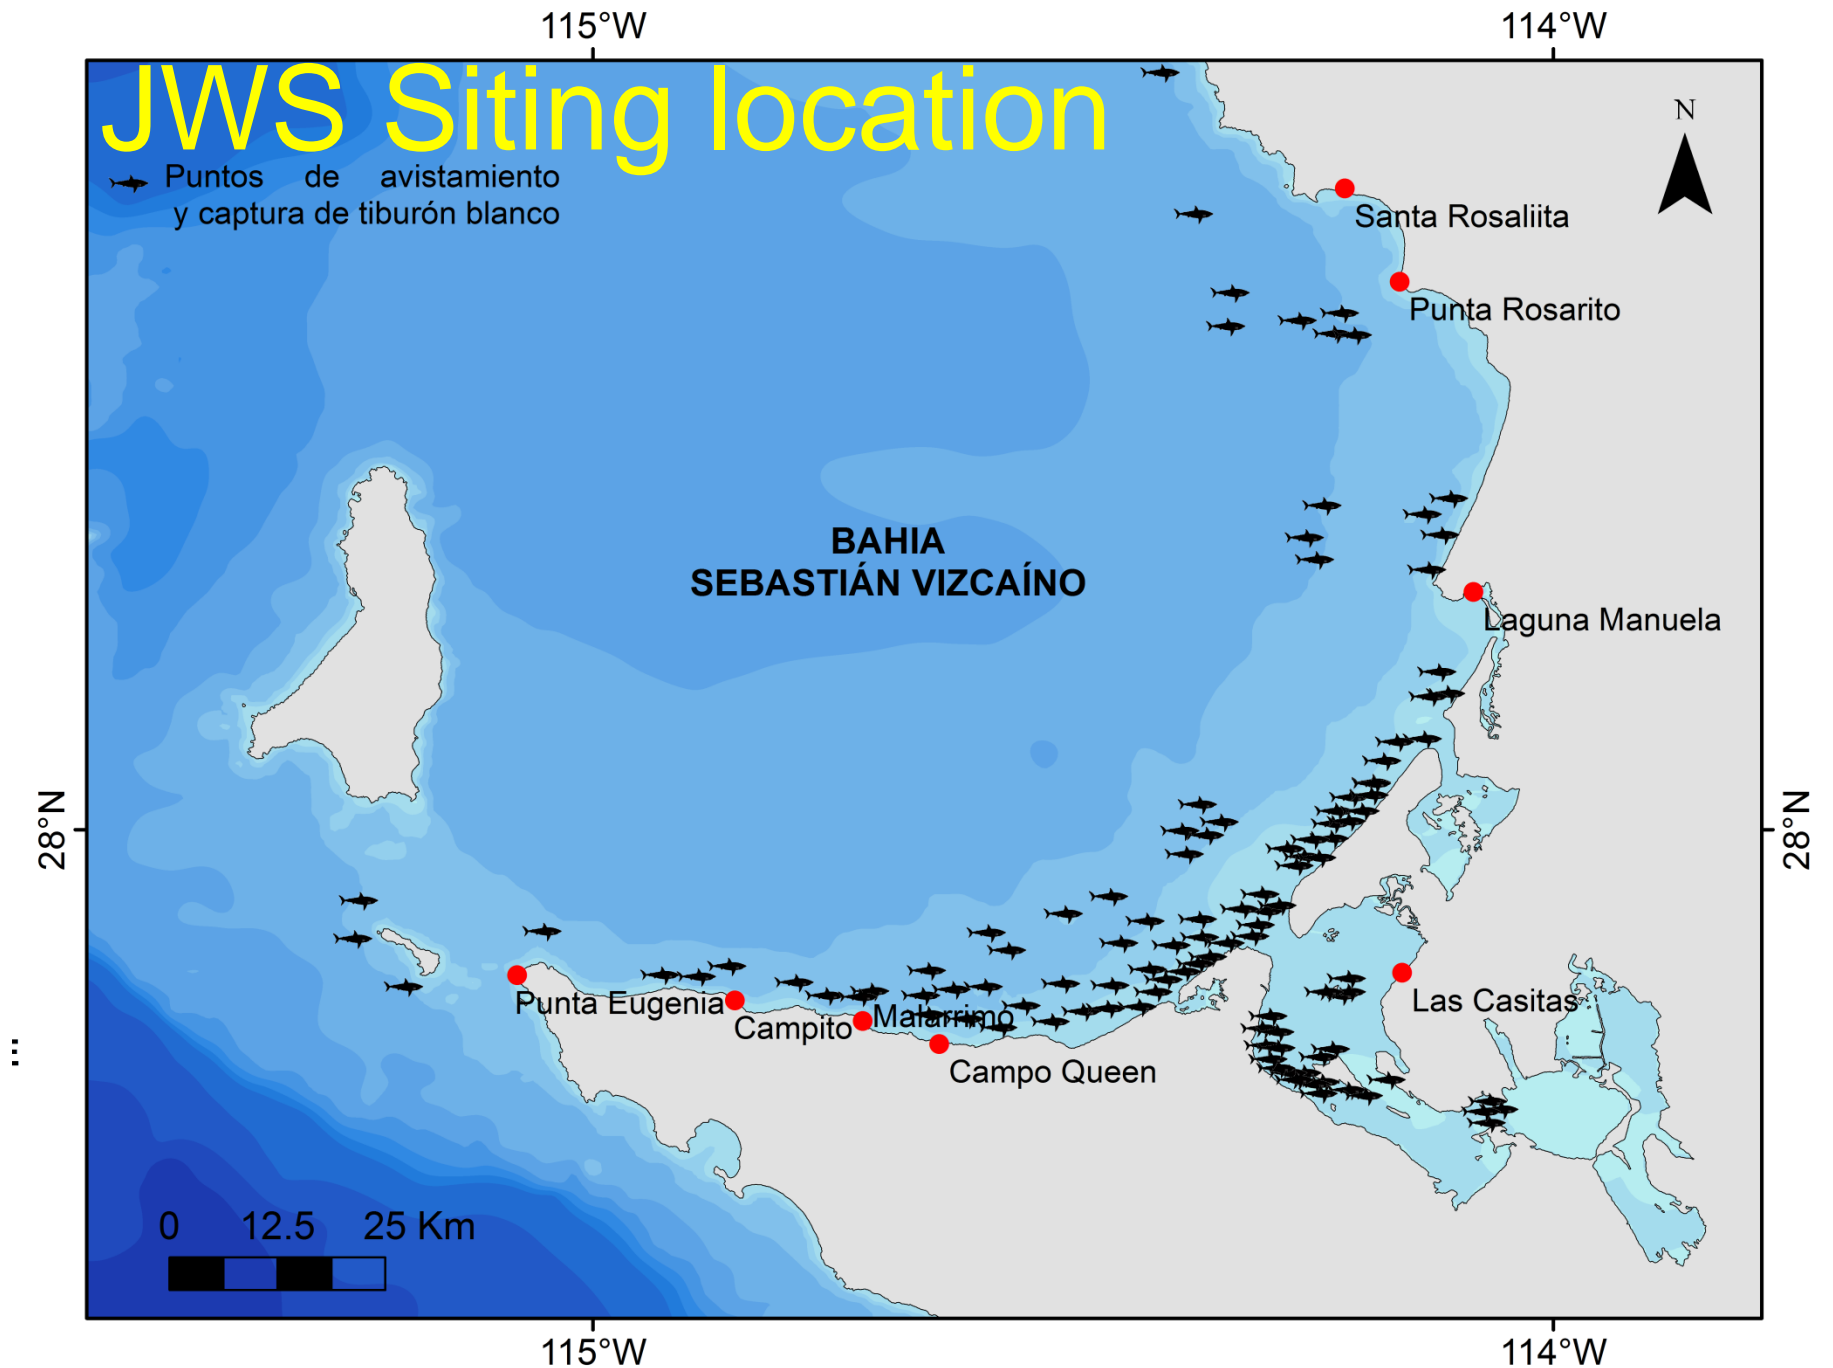 115°W
114°W
JWS Siting location
Puntos de avistamiento
y captura de tiburón blanco
N
Santa Rosaliita
Punta Rosarito
BAHIA
SEBASTIÁN VIZCAÍNO
Laguna Manuela
28°N
28°N
Punta Eugenia
Campito
Malarrimo
Campo Queen
Las Casitas
...
0 12.5 25 Km
115°W
114°W